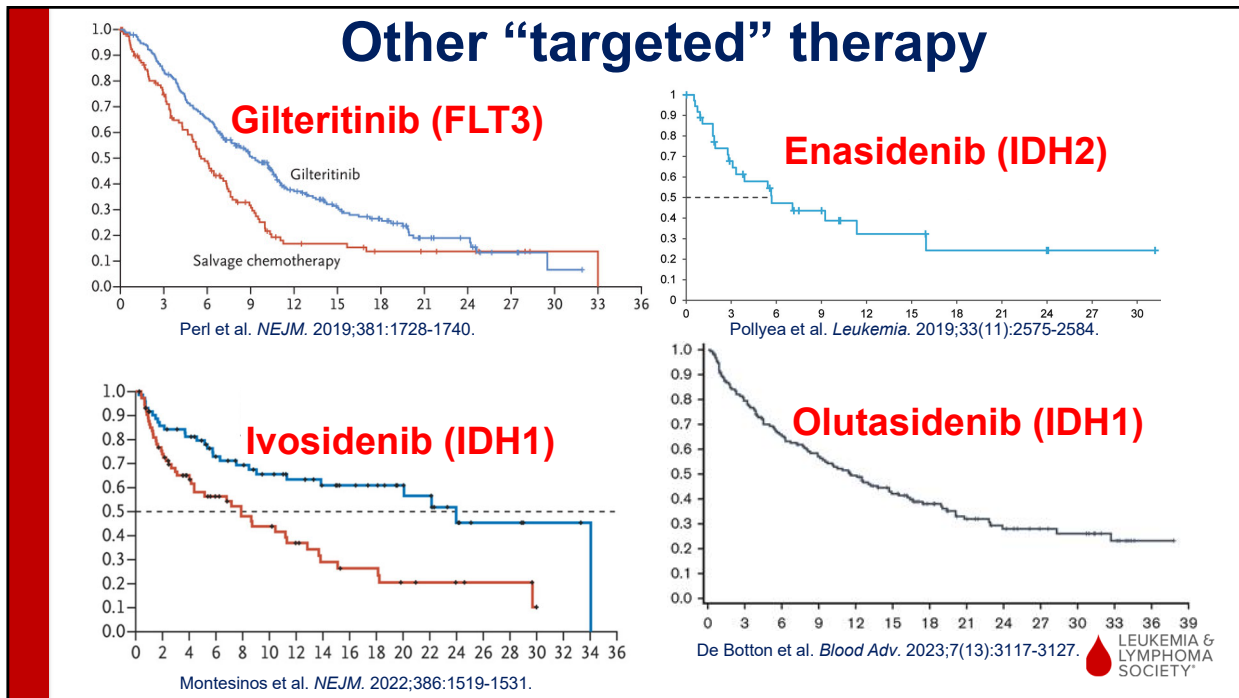 Other “targeted” therapy
1.0
0.9
0.8
0.7
0.6
0.5
0.4
0.3
0.2
0.1
0.0
Gilteritinib (FLT3)
Gilteritinib
Salvage chemotherapy
0 3 6 9 12 15 18 21 24 27 30 33 36
Perl et al. NEJM. 2019;381:1728-1740.
1
0.9
0.8
0.7
0.6
0.5
0.4
0.3
0.2
0.1
0
Enasidenib (IDH2)
0 3 6 9 12 15 18 21 24 27 30
Pollyea et al. Leukemia. 2019;33(11):2575-2584.
1.0
0.9
0.8
0.7
0.6
0.5
0.4
0.3
0.2
0.1
0.0
Ivosidenib (IDH1)
0 2 4 6 8 10 12 14 16 18 20 22 24 26 28 30 32 34 36
Montesinos et al. NEJM. 2022;386:1519-1531.
1.0
0.9
0.8
0.7
0.6
0.5
0.4
0.3
0.2
0.1
0.0
Olutasidenib (IDH1)
0 3 6 9 12 15 18 21 24 27 30 33 36 39
De Botton et al. Blood Adv. 2023;7(13):3117-3127.
LEUKEMIA &
LYMPHOMA
SOCIETY®